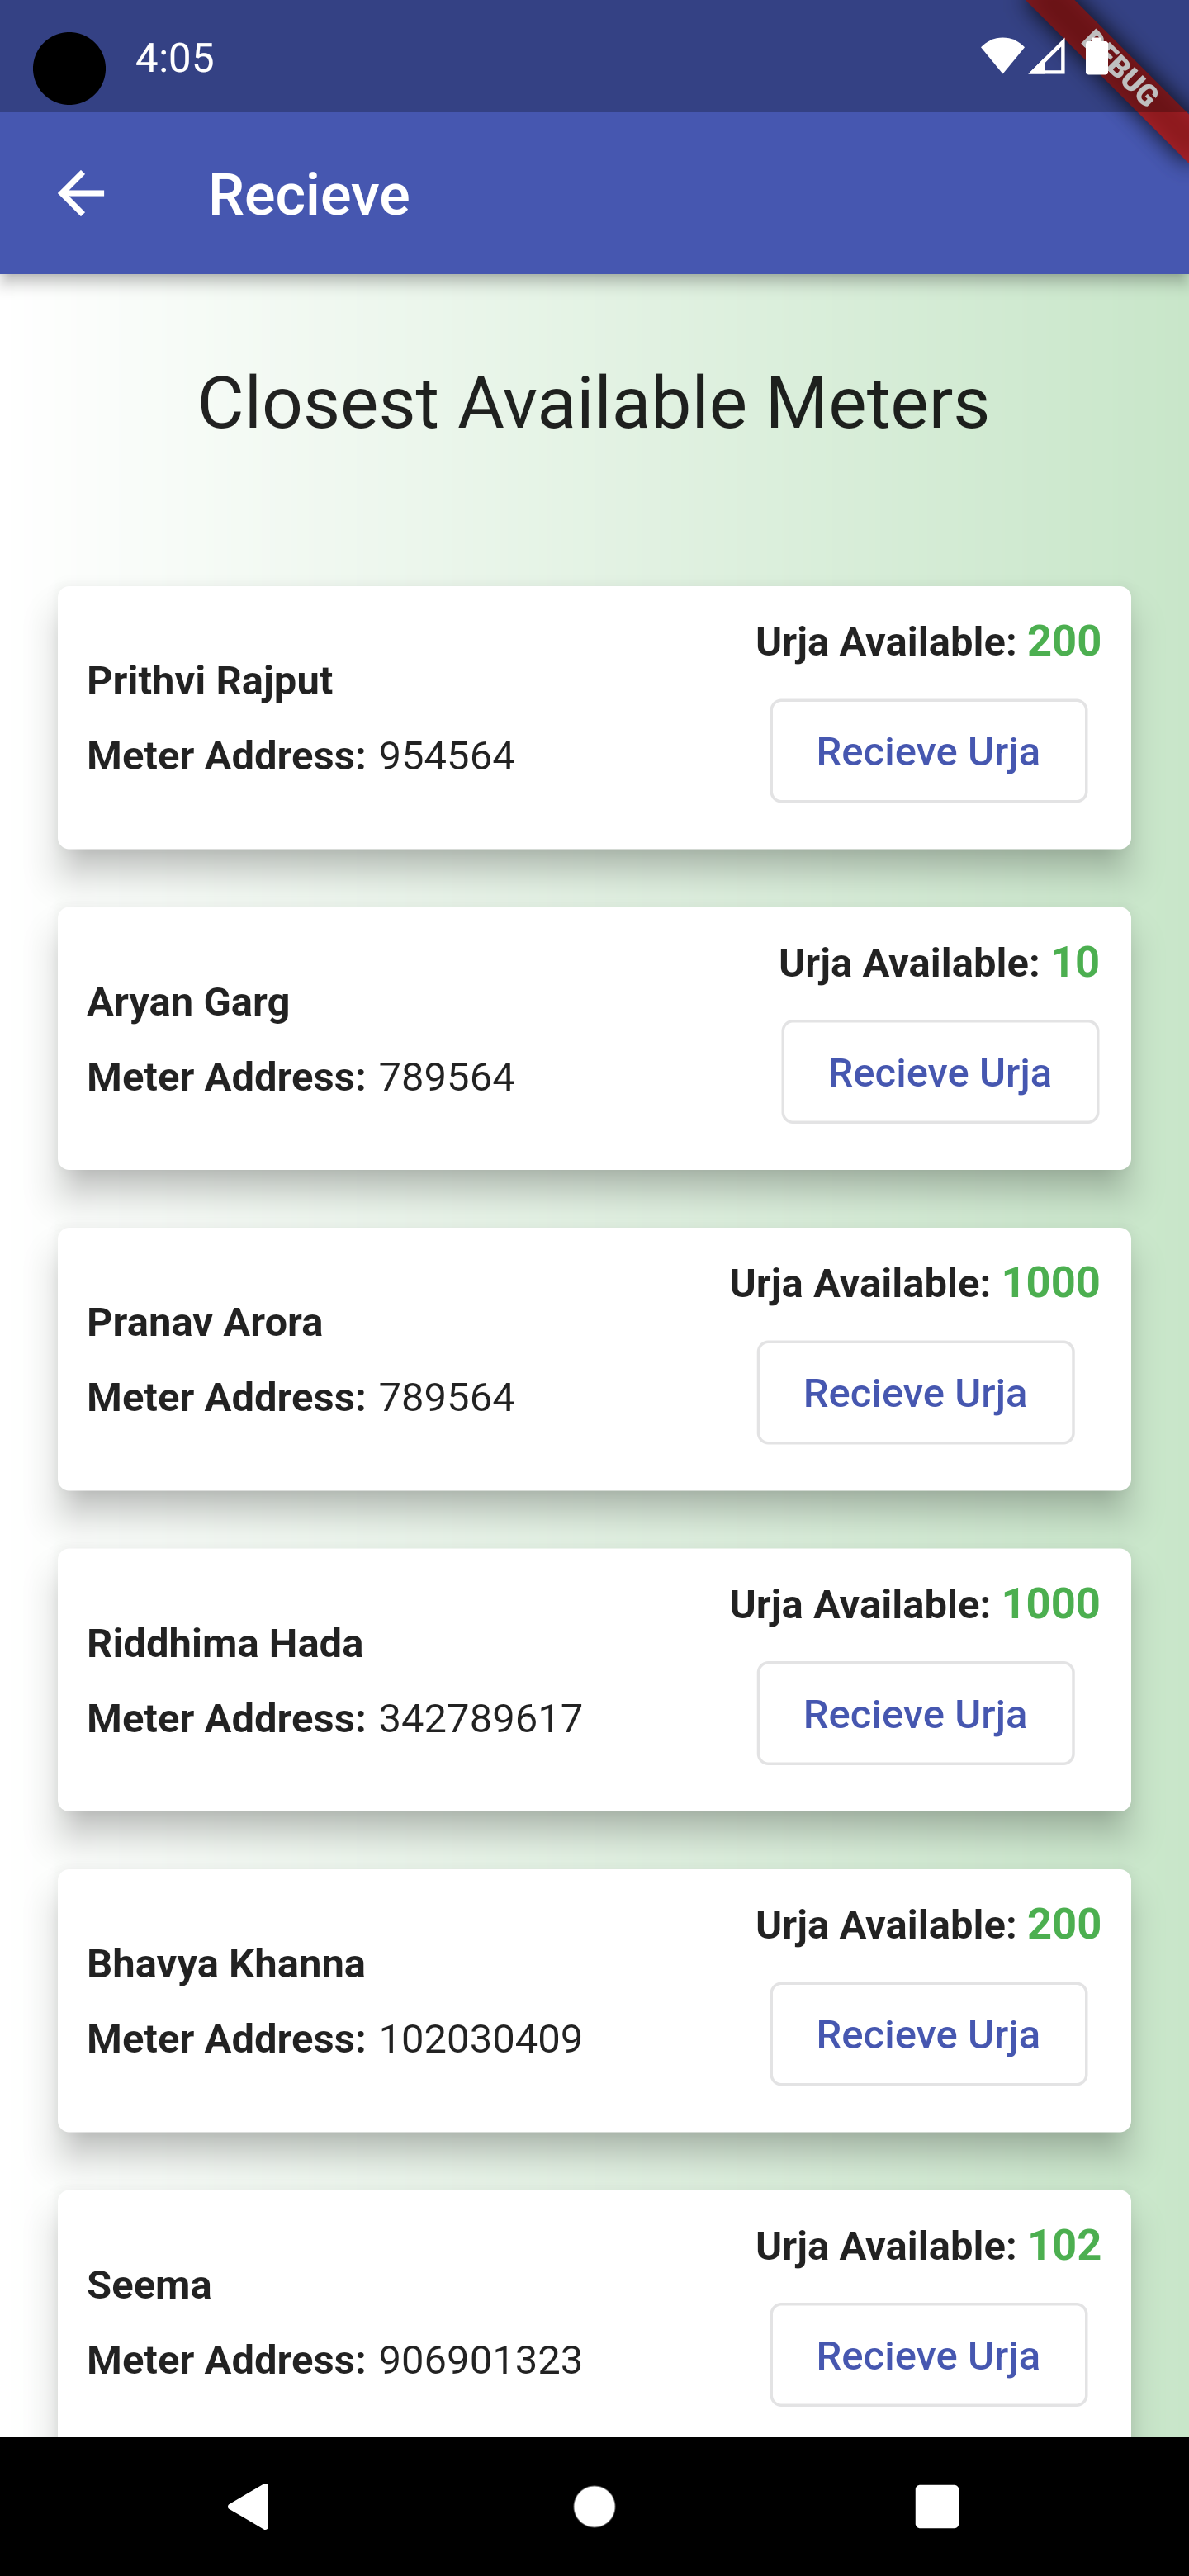 4:05
DEBUG
Recieve
Closest Available Meters
Urja Available: 200
Prithvi Rajput
Recieve Urja
Meter Address: 954564
Urja Available: 10
Aryan Garg
Recieve Urja
Meter Address: 789564
Urja Available: 1000
Pranav Arora
Recieve Urja
Meter Address: 789564
Urja Available: 1000
Riddhima Hada
Recieve Urja
Meter Address: 342789617
Urja Available: 200
Bhavya Khanna
Recieve Urja
Meter Address: 102030409
Urja Available: 102
Seema
Recieve Urja
Meter Address: 906901323